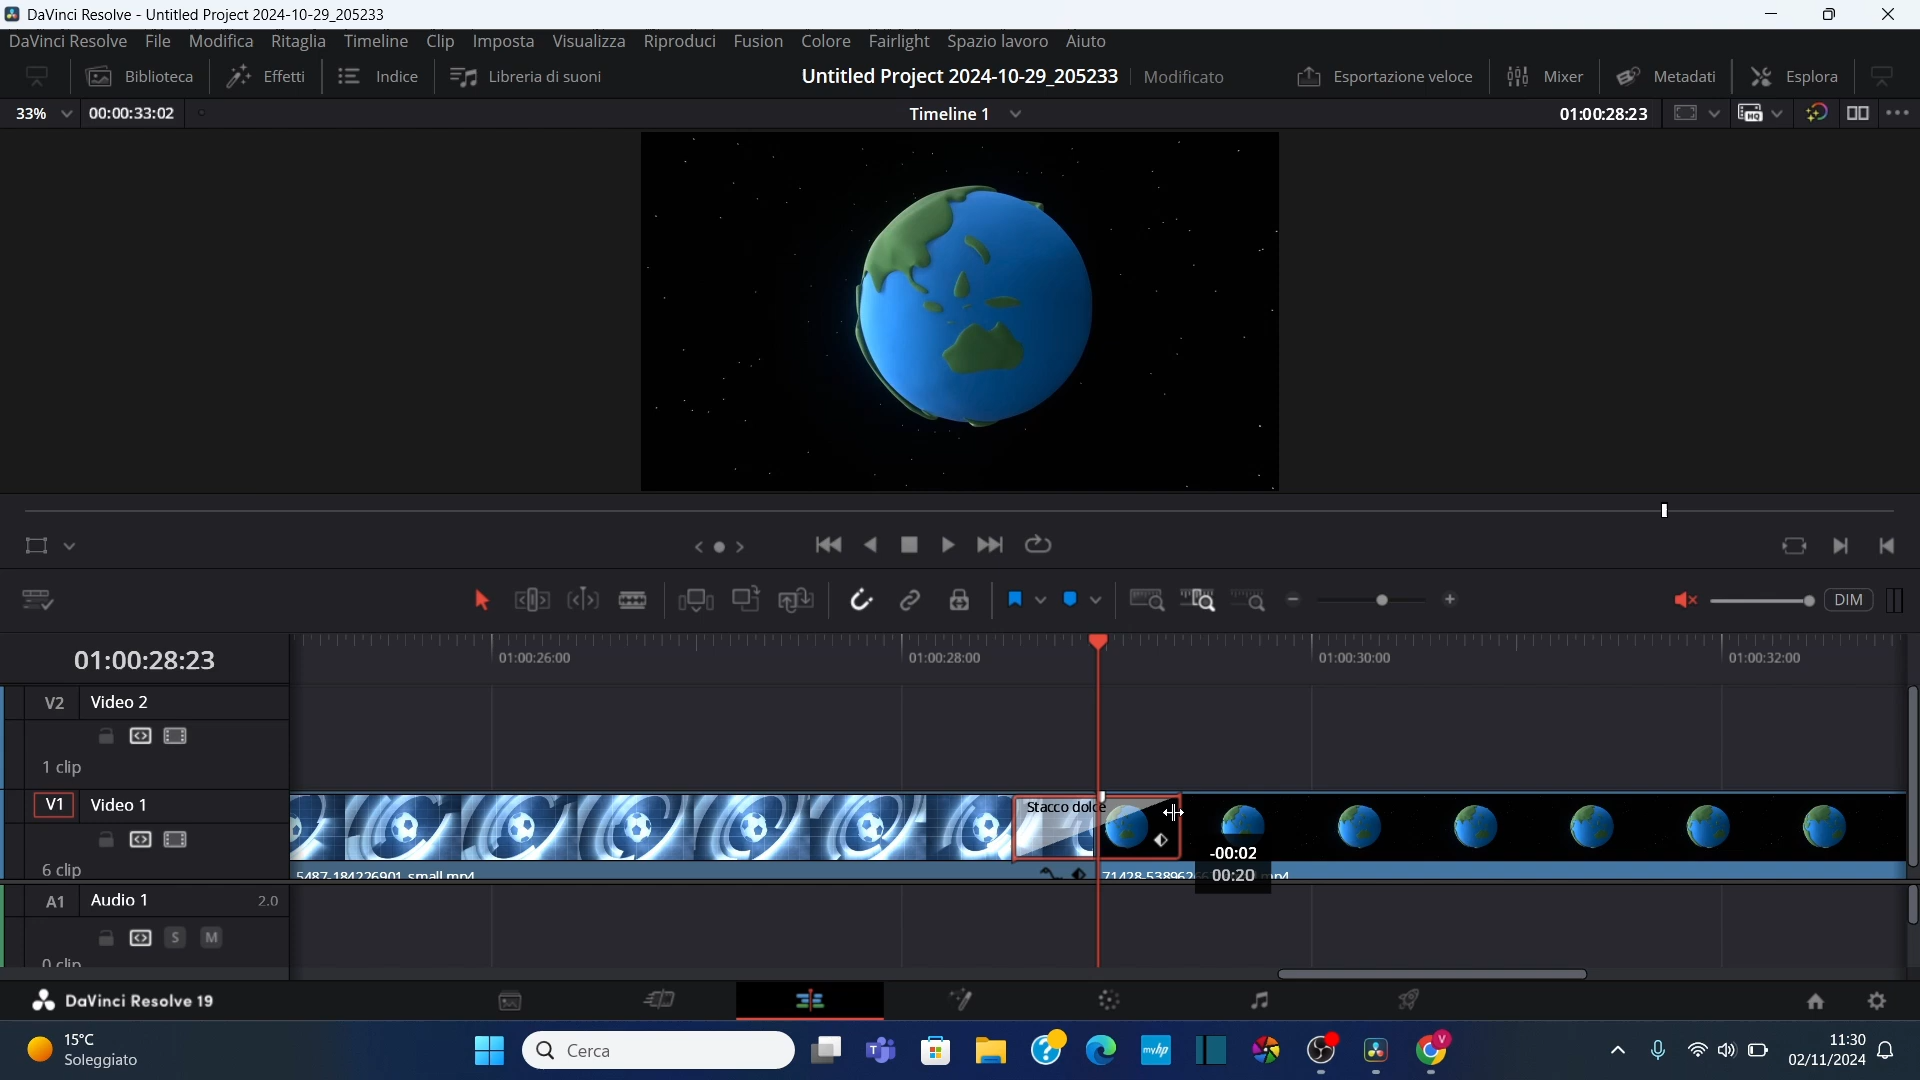 DaVinci Resolve - Untitled Project 2024-10-29_205233
DaVinci Resolve File Modifica Ritaglia Timeline Clip Imposta Visualizza Riproduci Fusion Colore Fairlight Spazio lavoro Aiuto
Biblioteca Effetti Indice Libreria di suoni Untitled Project 2024-10-29_205233 Modificato Esportazione veloce Mixer Metadati Esplora
33% 00:00:33:02 Timeline 1 01:00:28:23 HQ
DIM
01:00:28:23 01:00:26:00 01:00:28:00 01:00:30:00 01:00:32:00
V2 Video 2
1 clip
V1 Video 1 Stacco dolce
-00:02
6 clip 5487-184226901_small.mp4 00:20
A1 Audio 1 2.0
S M
0 clip
DaVinci Resolve 19
15°C
Soleggiato
Cerca
myhp
V
11:30
02/11/2024